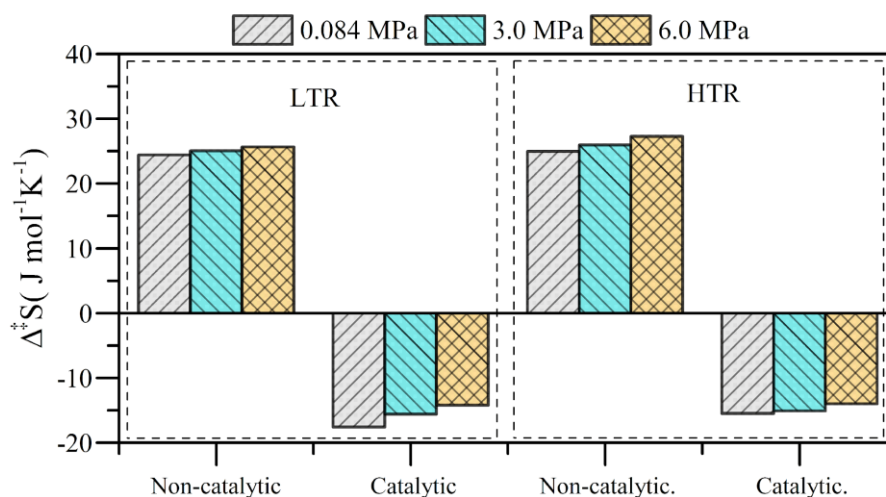 0.084 MPa 3.0 MPa 6.0 MPa
40
30
20
10
0
-10
-20
Δ‡S( J mol-1K-1)
LTR
HTR
Non-catalytic Catalytic Non-catalytic. Catalytic.